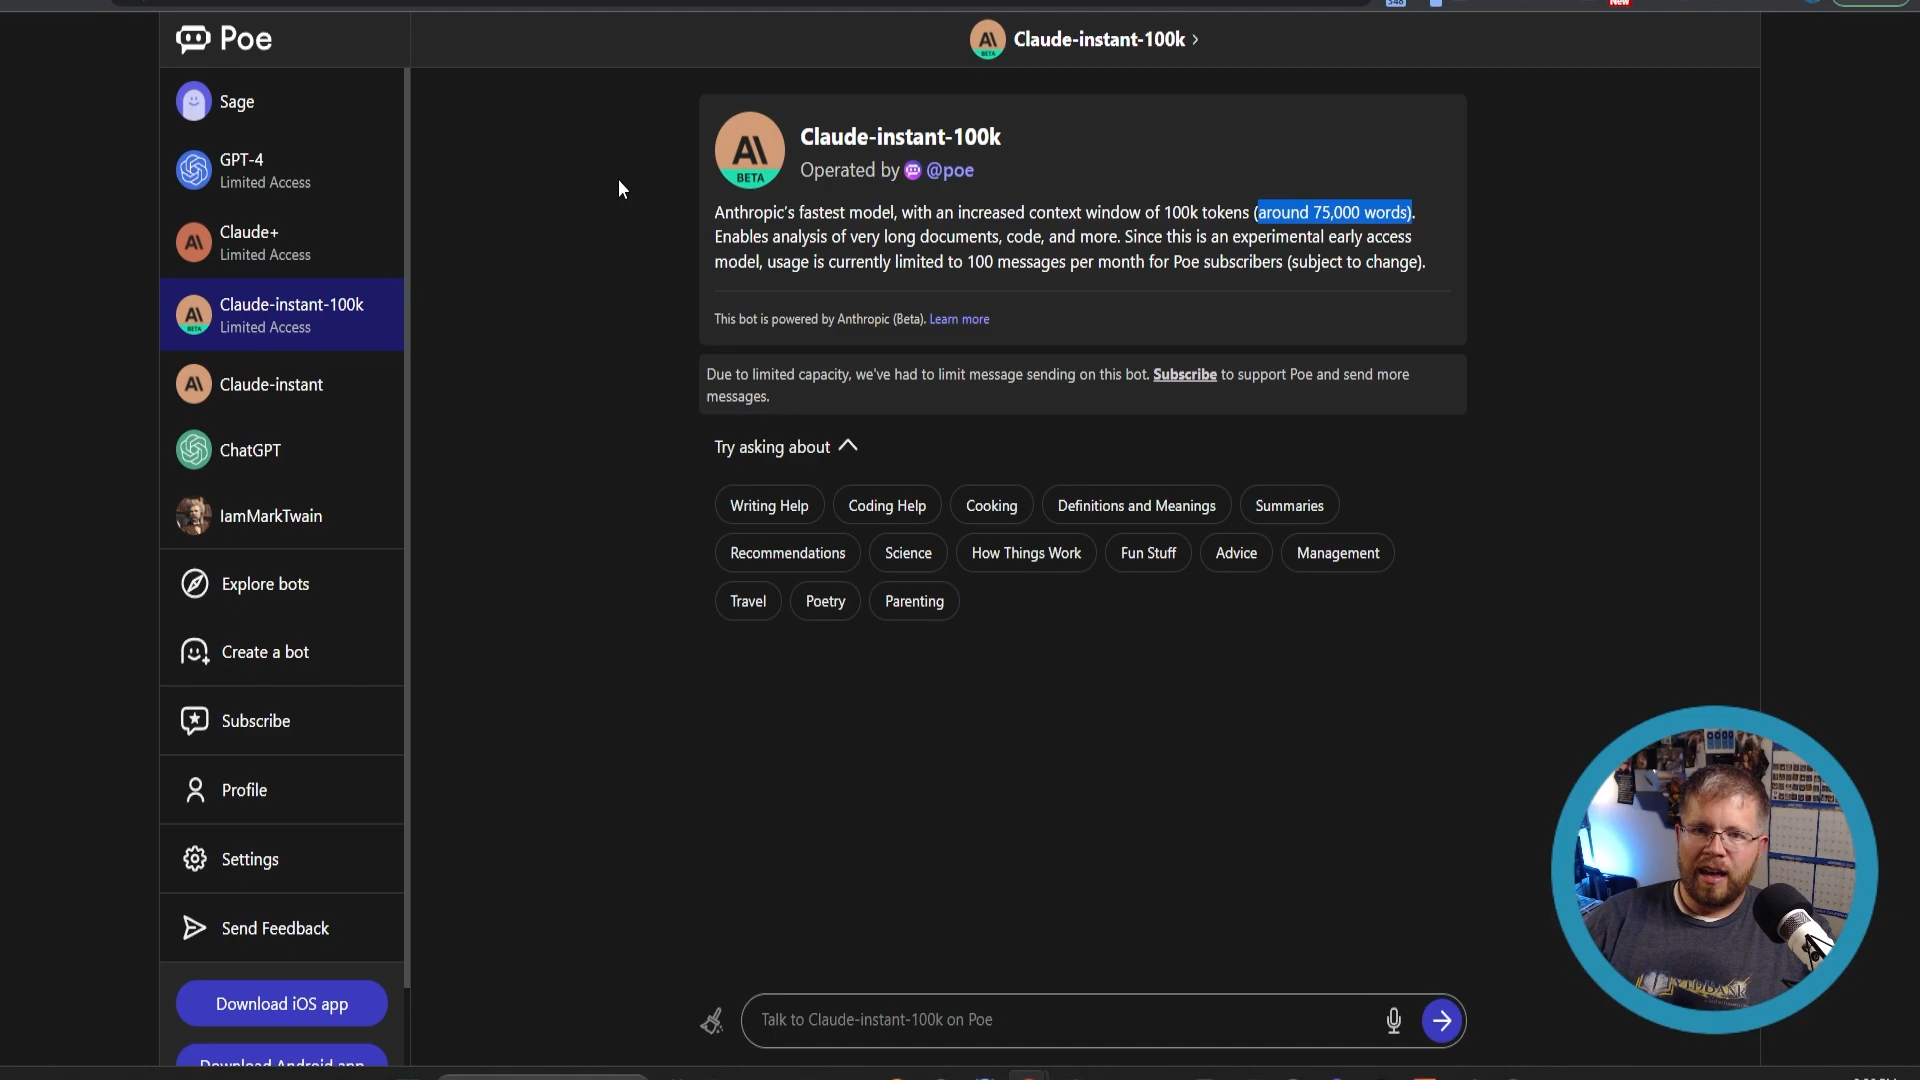 Poe
Claude-instant-100k
Sage
GPT-4
Limited Access
Claude+
Limited Access
Claude-instant-100k
Limited Access
Claude-instant
ChatGPT
IamMarkTwain
Explore bots
Create a bot
Subscribe
Profile
Settings
Send Feedback
Download iOS app
Download Android app
BETA
Claude-instant-100k
Operated by @poe
Anthropic's fastest model, with an increased context window of 100k tokens (around 75,000 words).
Enables analysis of very long documents, code, and more. Since this is an experimental early access
model, usage is currently limited to 100 messages per month for Poe subscribers (subject to change).
This bot is powered by Anthropic (Beta). Learn more
Due to limited capacity, we've had to limit message sending on this bot. Subscribe to support Poe and send more
messages.
Try asking about
Writing Help Coding Help Cooking Definitions and Meanings Summaries
Recommendations Science How Things Work Fun Stuff Advice Management
Travel Poetry Parenting
Talk to Claude-instant-100k on Poe
New